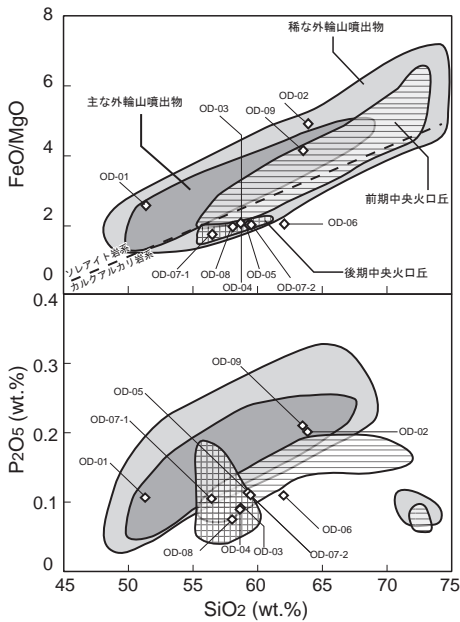 8
6
4
2
0
FeO/MgO
稀な外輪山噴出物
主な外輪山噴出物
OD-03
OD-09
OD-02
OD-01
前期中央火口丘
OD-06
後期中央火口丘
ソレアイト岩系
カルクアルカリ岩系
OD-07-1
OD-08
OD-04
OD-05
OD-07-2
0.4
0.3
0.2
0.1
0
P2O5 (wt.%)
OD-09
OD-05
OD-07-1
OD-02
OD-01
OD-06
OD-08
OD-04
OD-03
OD-07-2
45
50
55
60
65
70
75
SiO2 (wt.%)